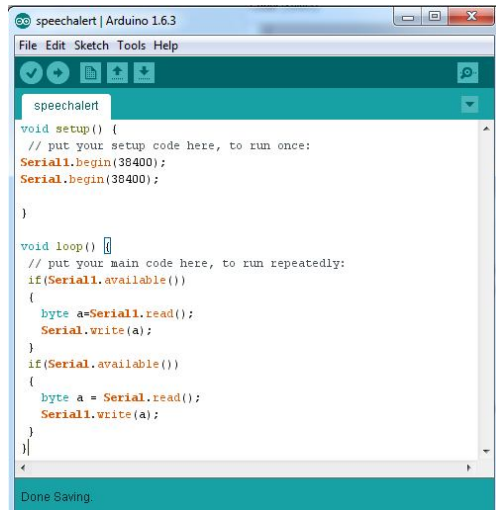 speechalert | Arduino 1.6.3
File Edit Sketch Tools Help
speechalert
void setup() {
 // put your setup code here, to run once:
Serial1.begin(38400);
Serial.begin(38400);
}
void loop() {
 // put your main code here, to run repeatedly:
 if(Serial1.available())
 {
   byte a=Serial1.read();
   Serial.write(a);
 }
 if(Serial.available())
 {
   byte a = Serial.read();
   Serial1.write(a);
 }
}
Done Saving.